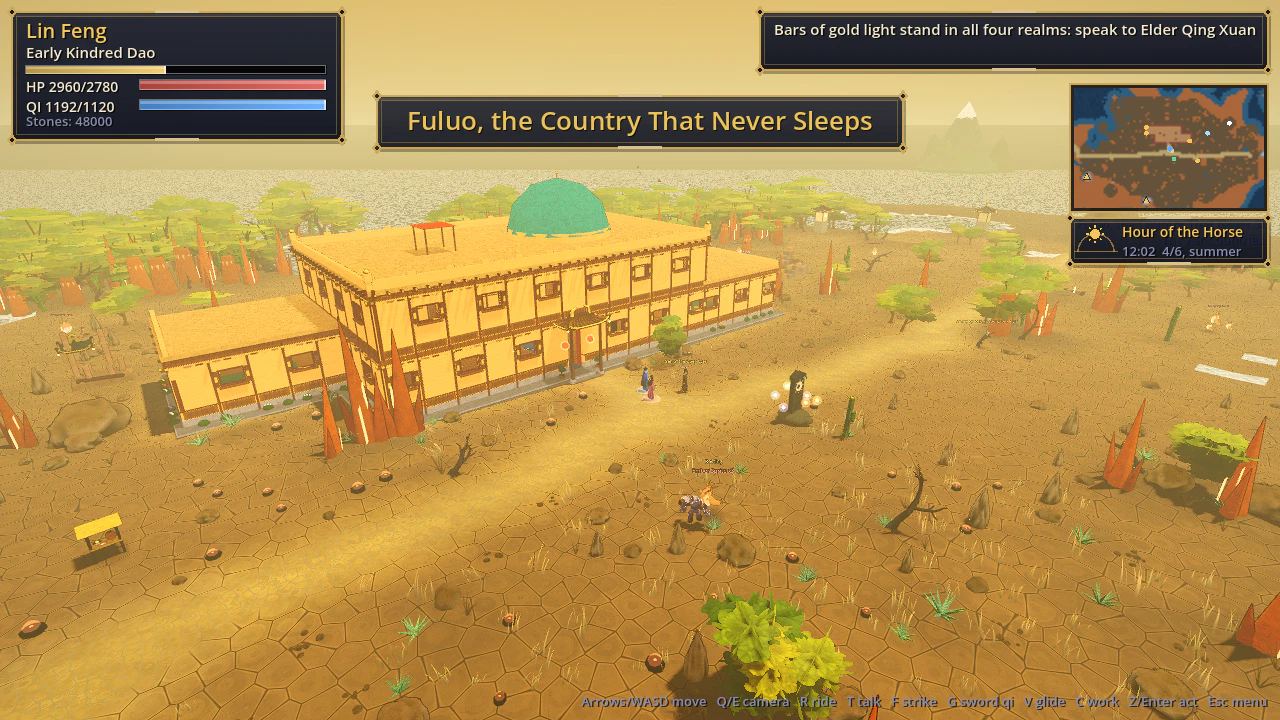 Lin Feng
Early Kindred Dao
HP 2960/2780
QI 1192/1120
Stones: 48000
Bars of gold light stand in all four realms: speak to Elder Qing Xuan
Fuluo, the Country That Never Sleeps
Hour of the Horse
12:02 4/6, summer
Arrows/WASD move Q/E camera R ride T talk F strike G sword qi V glide C work Z/Enter act Esc menu